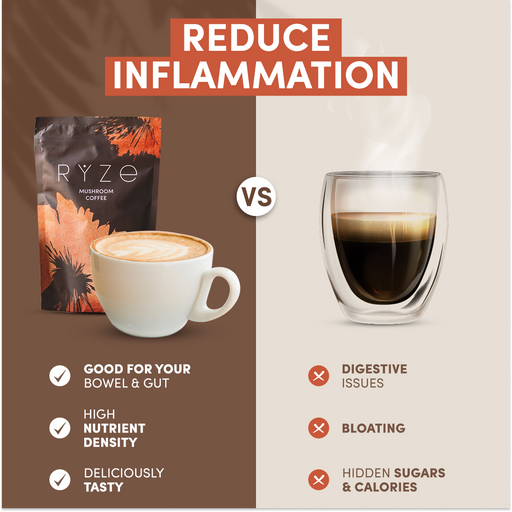 REDUCE
INFLAMMATION
RYZE
MUSHROOM
COFFEE
VS
GOOD FOR YOUR
BOWEL & GUT
HIGH
NUTRIENT
DENSITY
DELICIOUSLY
TASTY
DIGESTIVE
ISSUES
BLOATING
HIDDEN SUGARS
& CALORIES